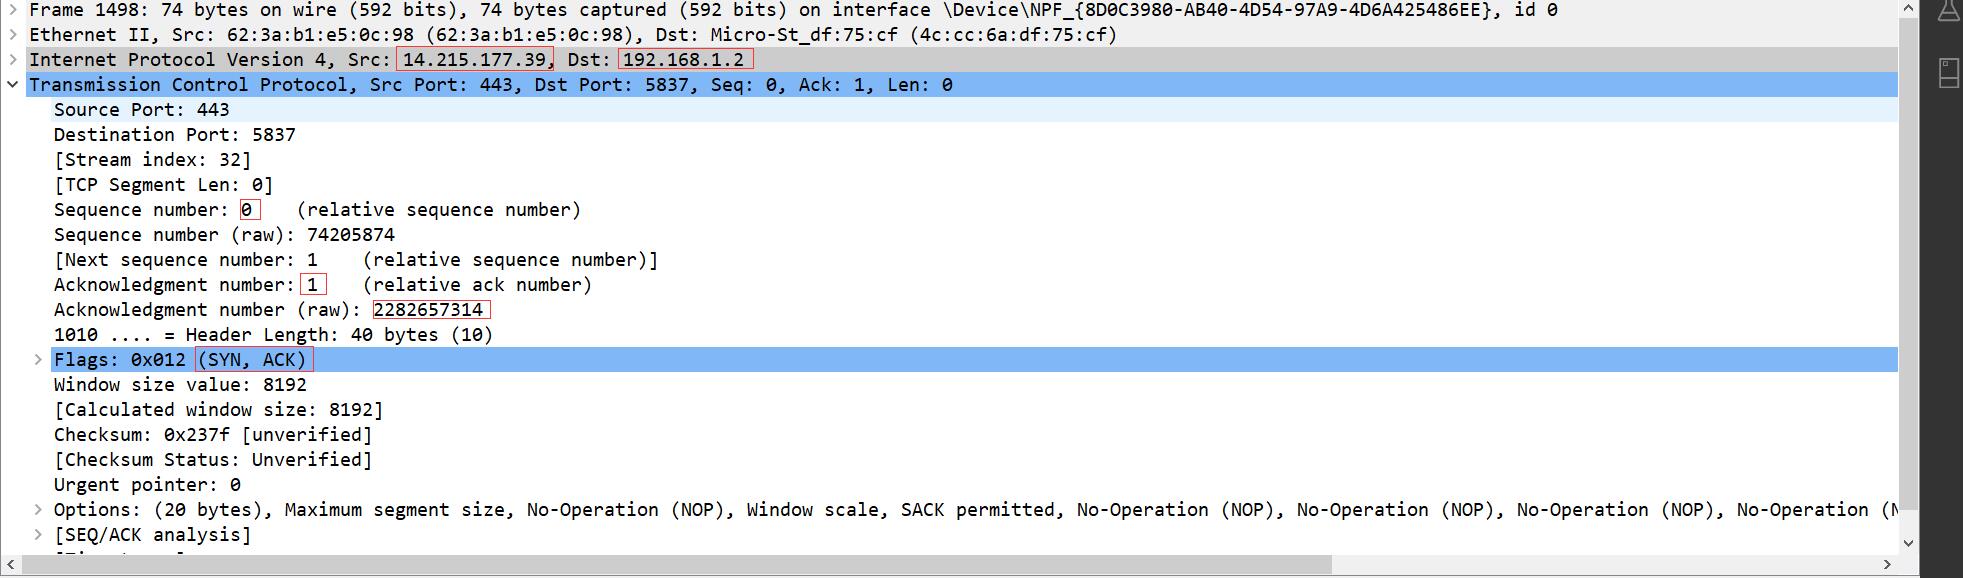 Frame 1498: 74 bytes on wire (592 bits), 74 bytes captured (592 bits) on interface \Device\NPF_{8D0C3980-AB40-4D54-97A9-4D6A425486EE}, id 0
Ethernet II, Src: 62:3a:b1:e5:0c:98 (62:3a:b1:e5:0c:98), Dst: Micro-St_df:75:cf (4c:cc:6a:df:75:cf)
Internet Protocol Version 4, Src: 14.215.177.39, Dst: 192.168.1.2
Transmission Control Protocol, Src Port: 443, Dst Port: 5837, Seq: 0, Ack: 1, Len: 0
Source Port: 443
Destination Port: 5837
[Stream index: 32]
[TCP Segment Len: 0]
Sequence number: 0 (relative sequence number)
Sequence number (raw): 74205874
[Next sequence number: 1 (relative sequence number)]
Acknowledgment number: 1 (relative ack number)
Acknowledgment number (raw): 2282657314
1010 .... = Header Length: 40 bytes (10)
Flags: 0x012 (SYN, ACK)
Window size value: 8192
[Calculated window size: 8192]
Checksum: 0x237f [unverified]
[Checksum Status: Unverified]
Urgent pointer: 0
Options: (20 bytes), Maximum segment size, No-Operation (NOP), Window scale, SACK permitted, No-Operation (NOP), No-Operation (NOP), No-Operation (NOP), No-Operation (N
[SEQ/ACK analysis]